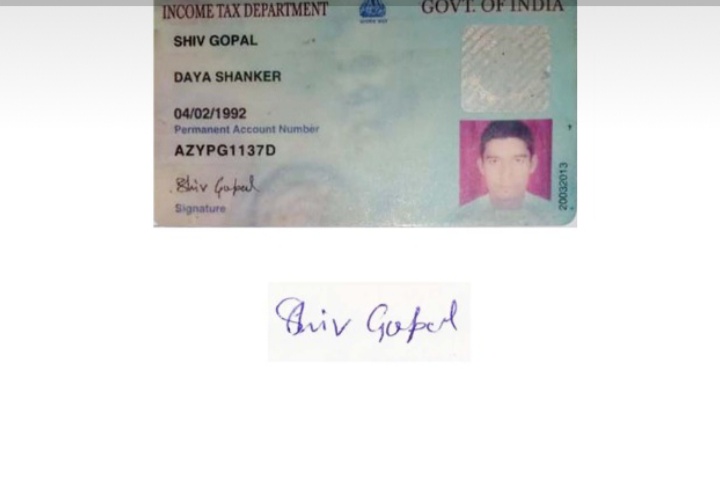 INCOME TAX DEPARTMENT
GOVT. OF INDIA
SHIV GOPAL
DAYA SHANKER
04/02/1992
Permanent Account Number
AZYPG1137D
Shiv Gopal
Signature
20032013
Shiv Gopal